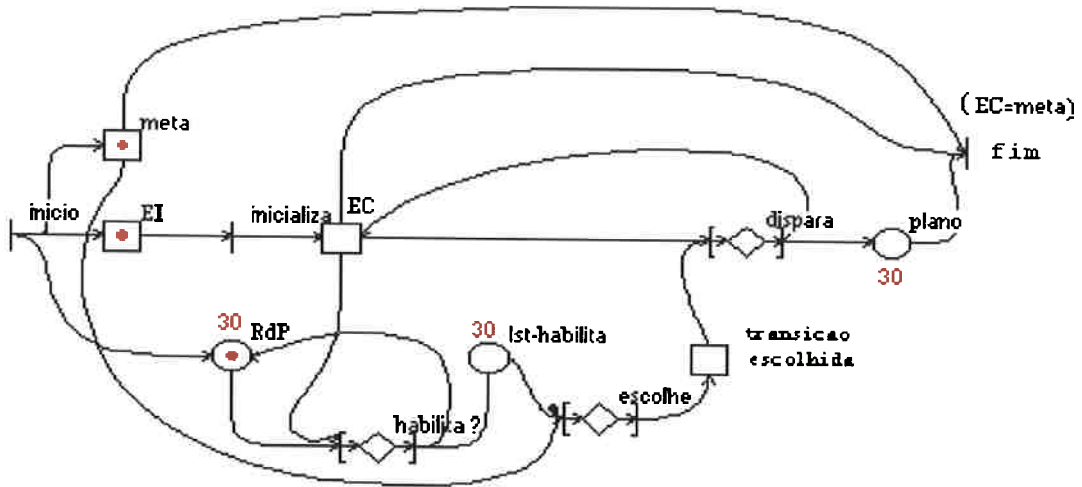 (EC=meta)
meta
fim
inicio
EI
inicializa
EC
dispara
plano
30
30
RdP
30
lst-habilita
transicao
escolhida
escolhe
habilita?